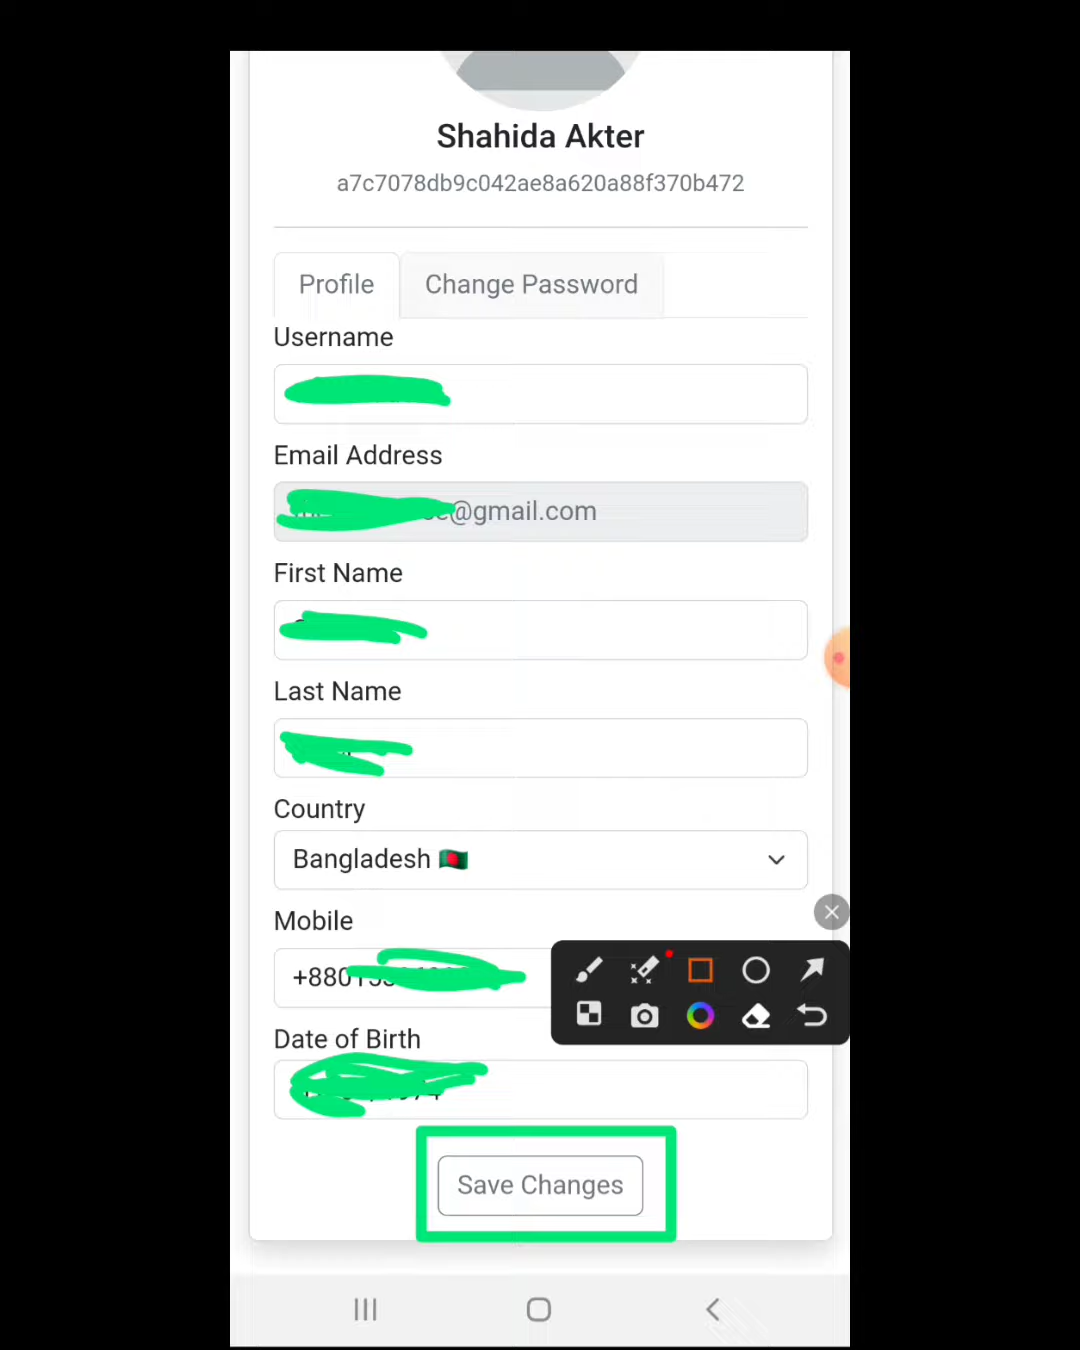 Shahida Akter
a7c7078db9c042ae8a620a88f370b472
Profile
Change Password
Username
Email Address
@gmail.com
First Name
Last Name
Country
Bangladesh 🇧🇩
Mobile
+8801
Date of Birth
Save Changes